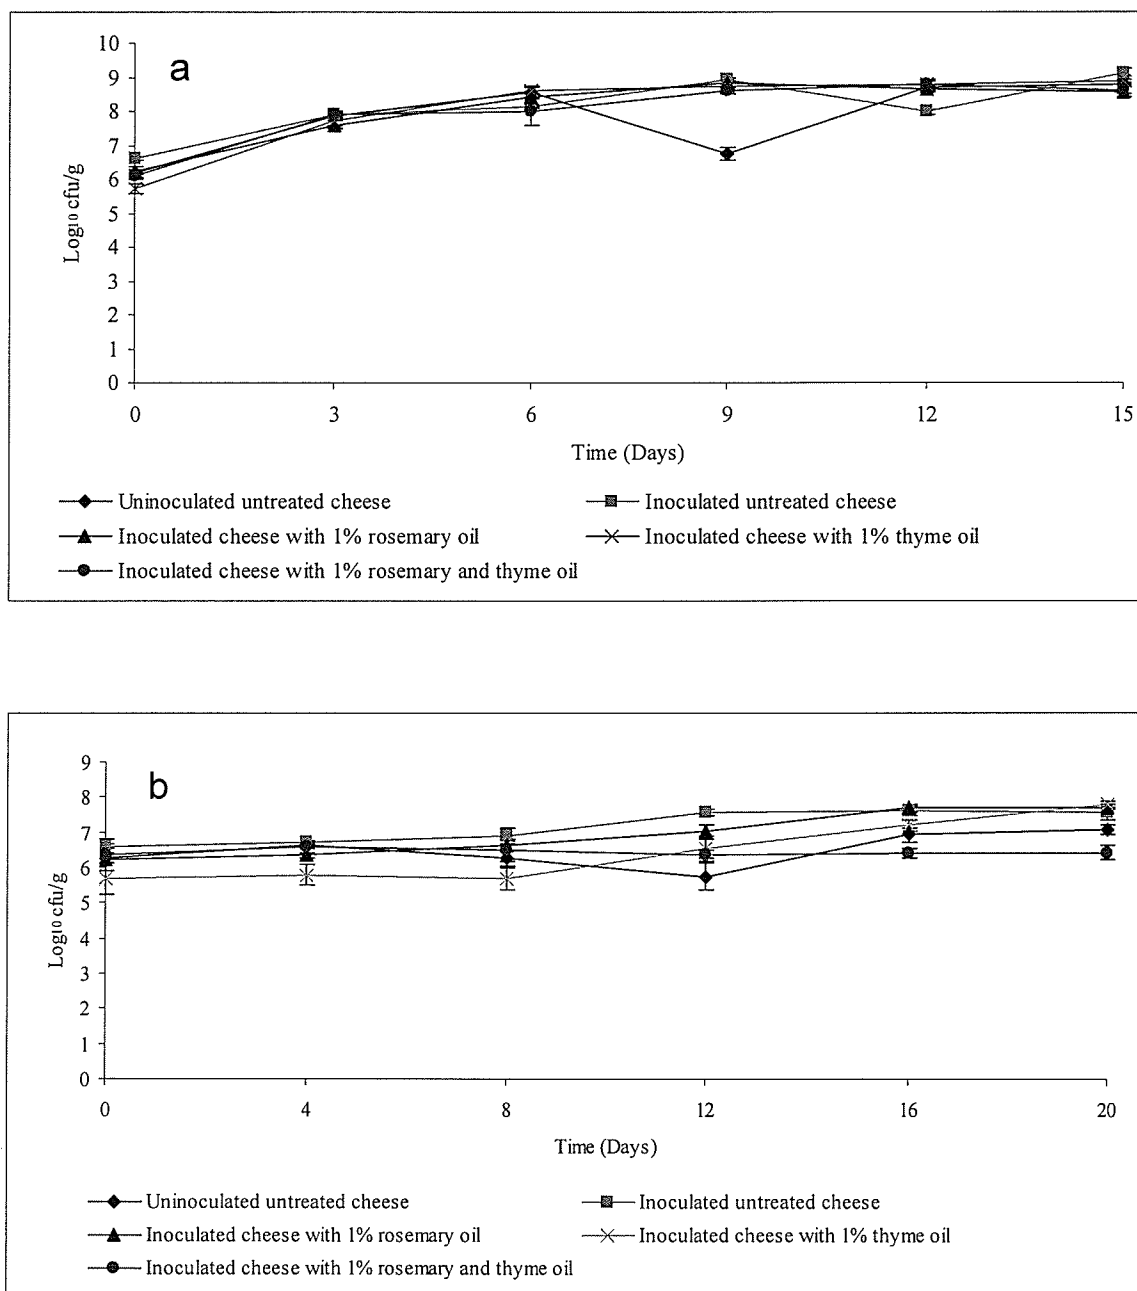 a
10
9
8
7
6
5
4
3
2
1
0
Log10 cfu/g
0 3 6 9 12 15
Time (Days)
Uninoculated untreated cheese Inoculated untreated cheese
Inoculated cheese with 1% rosemary oil Inoculated cheese with 1% thyme oil
Inoculated cheese with 1% rosemary and thyme oil
b
9
8
7
6
5
4
3
2
1
0
Log10 cfu/g
0 4 8 12 16 20
Time (Days)
Uninoculated untreated cheese Inoculated untreated cheese
Inoculated cheese with 1% rosemary oil Inoculated cheese with 1% thyme oil
Inoculated cheese with 1% rosemary and thyme oil